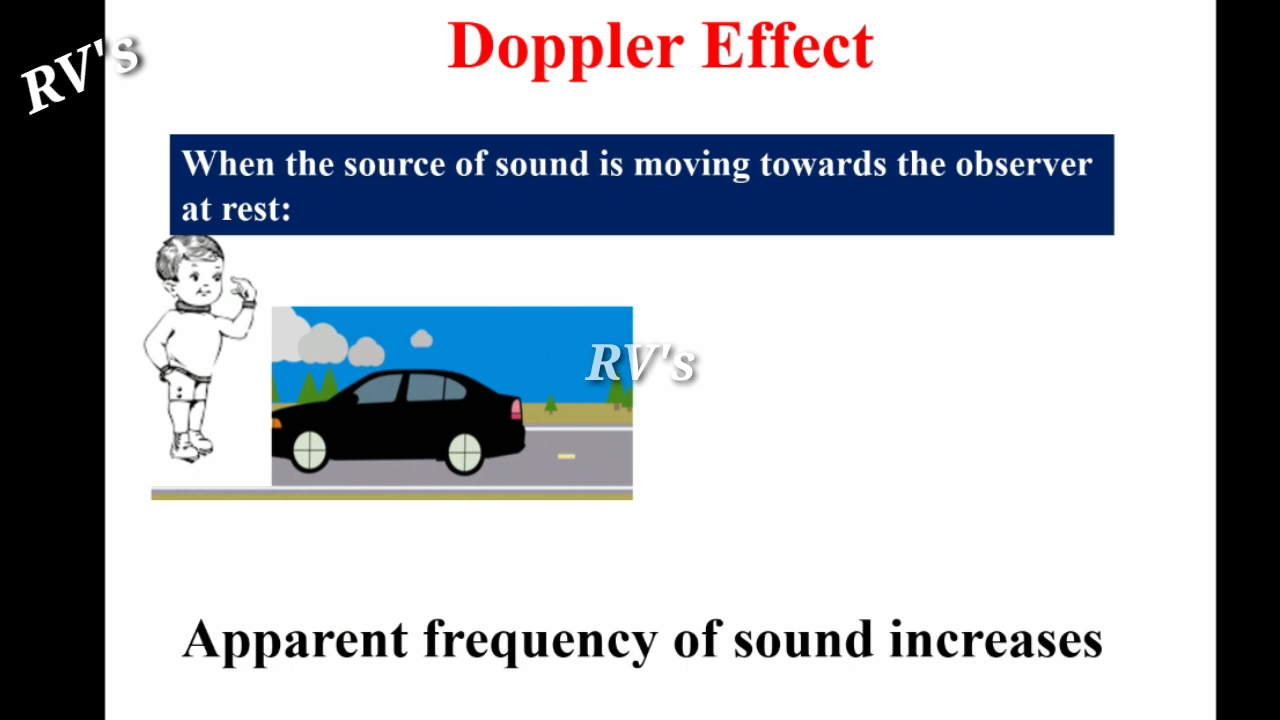 RV's
Doppler Effect
When the source of sound is moving towards the observer
at rest:
RV's
Apparent frequency of sound increases